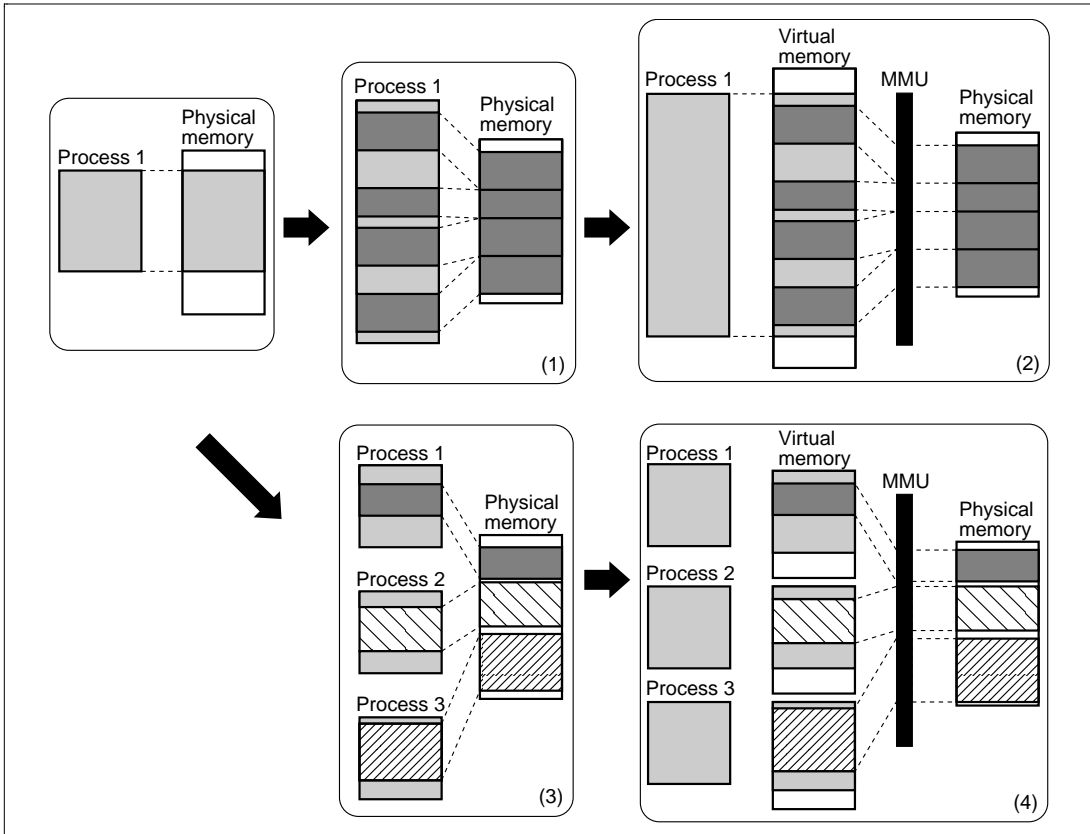 Process 1
Physical
memory
Process 1
Physical
memory
(1)
Process 1
Virtual
memory
MMU
Physical
memory
(2)
Process 1
Process 2
Process 3
Physical
memory
(3)
Process 1
Process 2
Process 3
Virtual
memory
MMU
Physical
memory
(4)